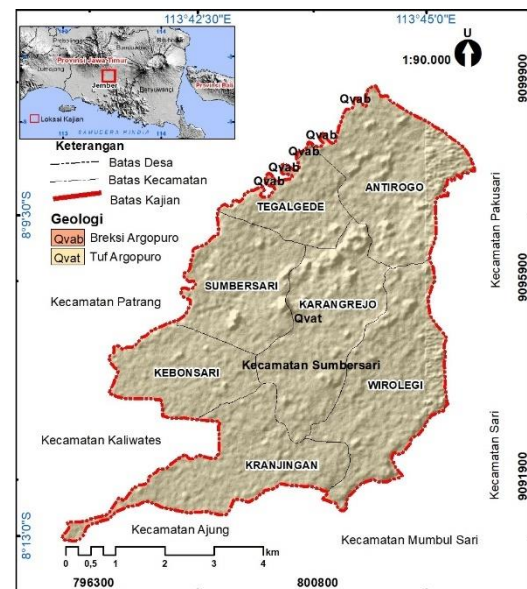 113°42'30"E
113°45'0"E
U
1:90.000
9099900
Provinsi Jawa Timur
Jember
Provinsi Bali
Lokasi Kajian
SAMUDERA HINDIA
Keterangan
Batas Desa
Batas Kecamatan
Batas Kajian
Geologi
Qvab Breksi Argopuro
Qvat Tuf Argopuro
8°9'30"S
Qvab
Qvab
Qvab
Qvab
Qvab
ANTIROGO
TEGALGEDE
Kecamatan Pakusari
9095900
SUMBERSARI
KARANGREJO
Kecamatan Patrang
Qvat
Kecamatan Sumbersari
KEBONSARI
WIROLEGI
Kecamatan Sari
Kecamatan Kaliwates
KRANJINGAN
9091900
8°13'0"S
Kecamatan Ajung
Kecamatan Mumbul Sari
km
0 0,5 1 2 3 4
796300
800800